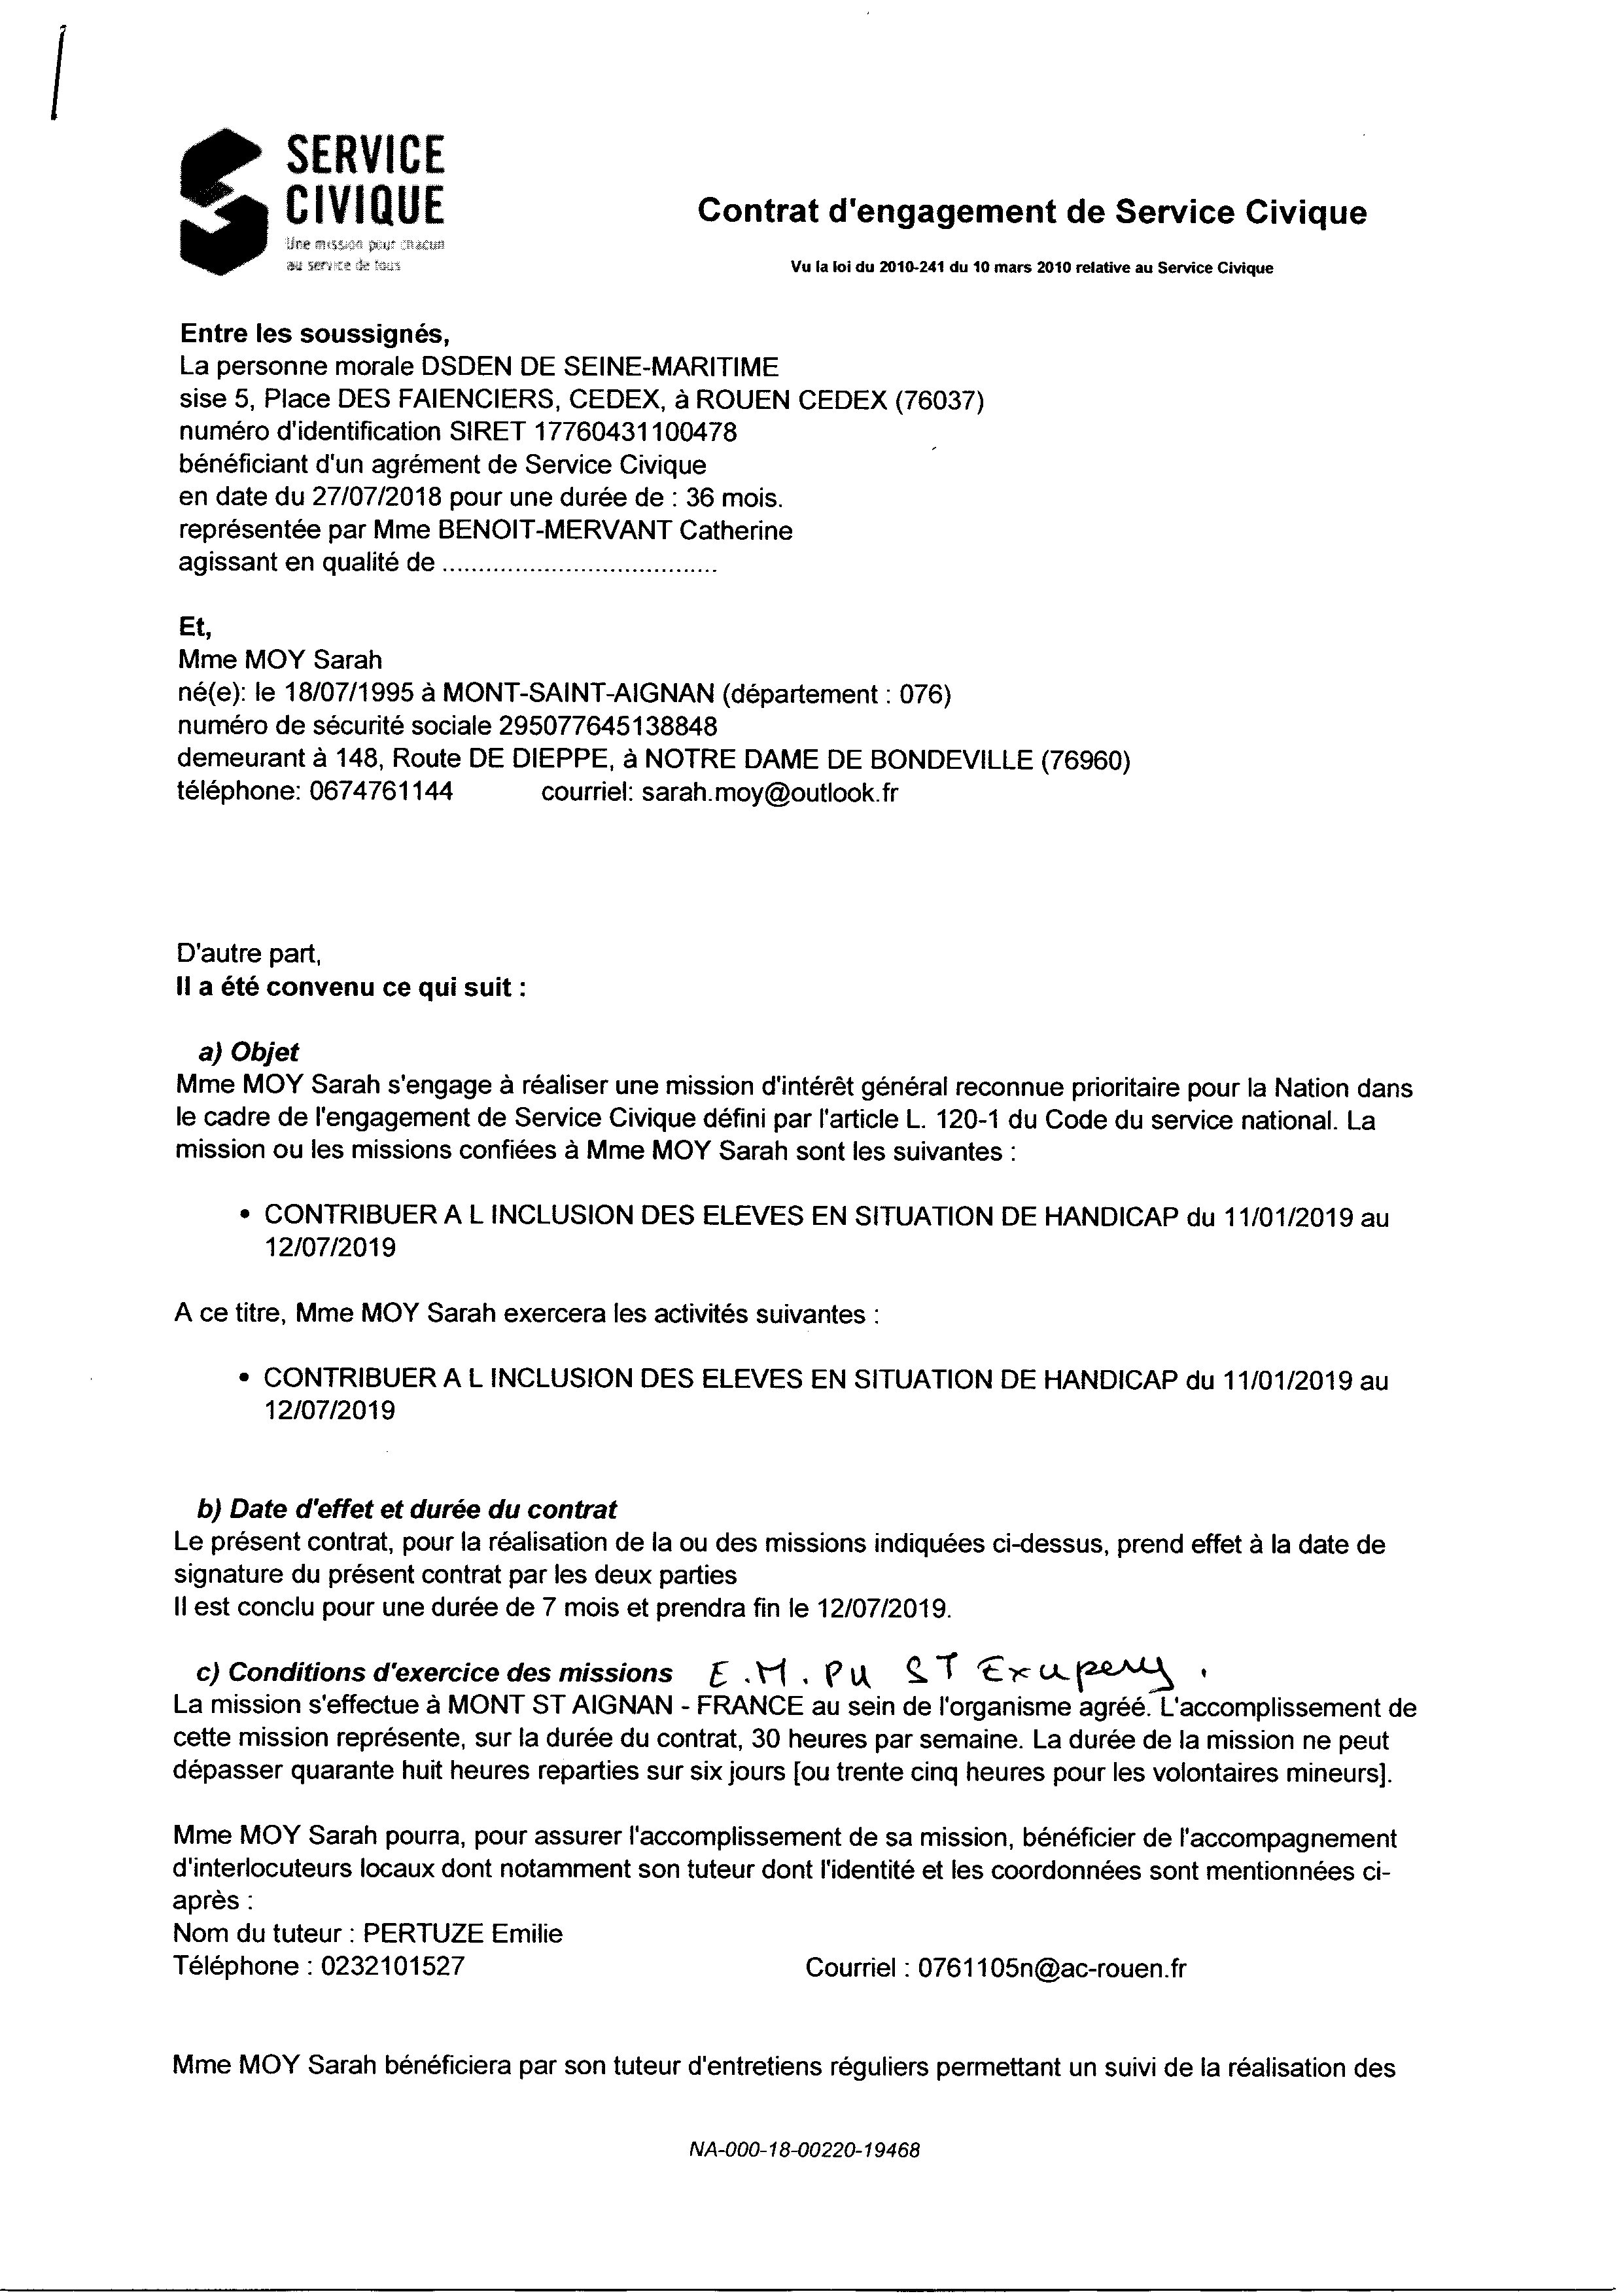 SERVICE
CIVIQUE
Une mission pour chacun
au service de tous
Contrat d'engagement de Service Civique
Vu la loi du 2010-241 du 10 mars 2010 relative au Service Civique
Entre les soussignés,
La personne morale DSDEN DE SEINE-MARITIME
sise 5, Place DES FAIENCIERS, CEDEX, à ROUEN CEDEX (76037)
numéro d'identification SIRET 17760431100478
bénéficiant d'un agrément de Service Civique
en date du 27/07/2018 pour une durée de : 36 mois.
représentée par Mme BENOIT-MERVANT Catherine
agissant en qualité de ......................................
Et,
Mme MOY Sarah
né(e): le 18/07/1995 à MONT-SAINT-AIGNAN (département : 076)
numéro de sécurité sociale 295077645138848
demeurant à 148, Route DE DIEPPE, à NOTRE DAME DE BONDEVILLE (76960)
téléphone: 0674761144 courriel: sarah.moy@outlook.fr
D'autre part,
Il a été convenu ce qui suit :
a) Objet
Mme MOY Sarah s'engage à réaliser une mission d'intérêt général reconnue prioritaire pour la Nation dans
le cadre de l'engagement de Service Civique défini par l'article L. 120-1 du Code du service national. La
mission ou les missions confiées à Mme MOY Sarah sont les suivantes :
• CONTRIBUER A L INCLUSION DES ELEVES EN SITUATION DE HANDICAP du 11/01/2019 au
12/07/2019
A ce titre, Mme MOY Sarah exercera les activités suivantes :
• CONTRIBUER A L INCLUSION DES ELEVES EN SITUATION DE HANDICAP du 11/01/2019 au
12/07/2019
b) Date d'effet et durée du contrat
Le présent contrat, pour la réalisation de la ou des missions indiquées ci-dessus, prend effet à la date de
signature du présent contrat par les deux parties
Il est conclu pour une durée de 7 mois et prendra fin le 12/07/2019.
c) Conditions d'exercice des missions E.M.PU ST Exupery.
La mission s'effectue à MONT ST AIGNAN - FRANCE au sein de l'organisme agréé. L'accomplissement de
cette mission représente, sur la durée du contrat, 30 heures par semaine. La durée de la mission ne peut
dépasser quarante huit heures reparties sur six jours [ou trente cinq heures pour les volontaires mineurs].
Mme MOY Sarah pourra, pour assurer l'accomplissement de sa mission, bénéficier de l'accompagnement
d'interlocuteurs locaux dont notamment son tuteur dont l'identité et les coordonnées sont mentionnées ci-
après :
Nom du tuteur : PERTUZE Emilie
Téléphone : 0232101527 Courriel : 0761105n@ac-rouen.fr
Mme MOY Sarah bénéficiera par son tuteur d'entretiens réguliers permettant un suivi de la réalisation des
NA-000-18-00220-19468